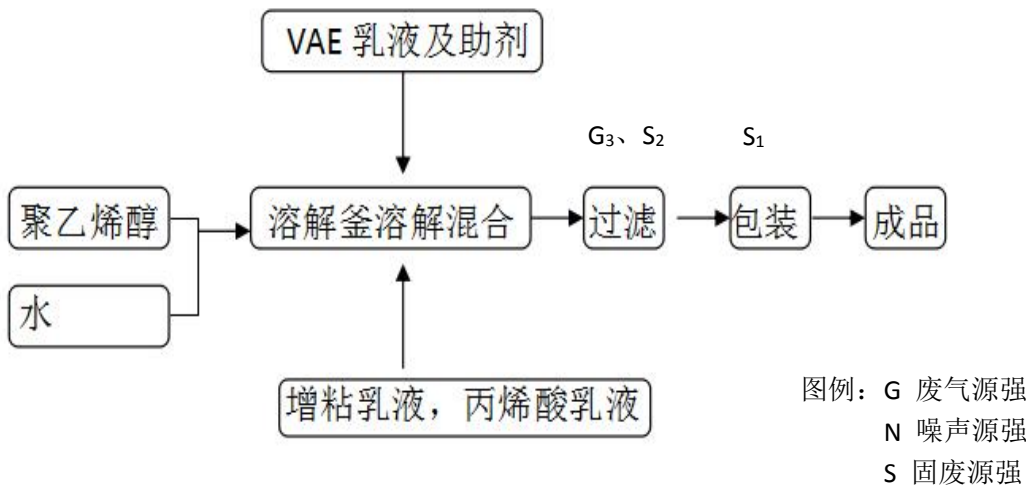 VAE 乳液及助剂
G₃、S₂
S₁
聚乙烯醇
溶解釜溶解混合
过滤
包装
成品
水
增粘乳液，丙烯酸乳液
图例：G 废气源强
N 噪声源强
S 固废源强